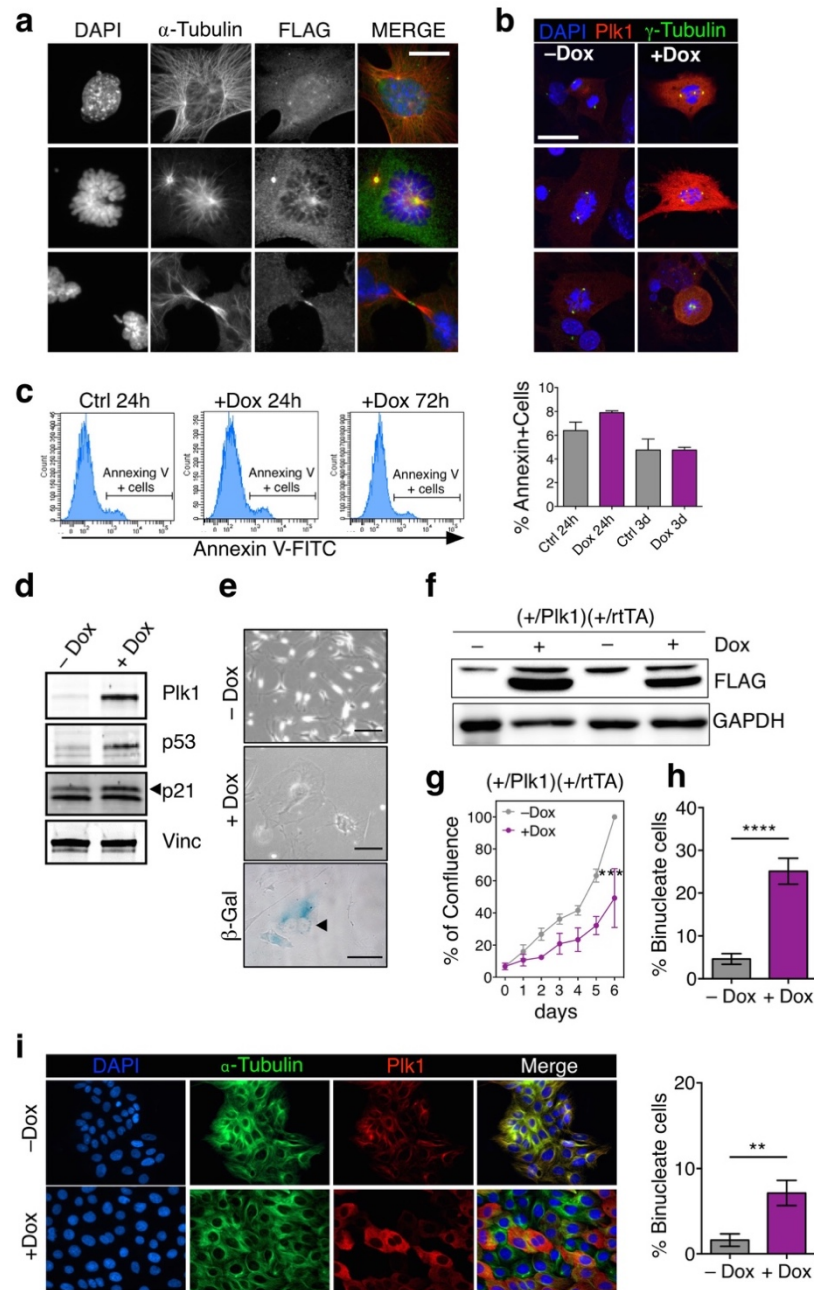 a
DAPI α-Tubulin FLAG MERGE
b
DAPI Plk1 γ-Tubulin
–Dox +Dox
c
Ctrl 24h +Dox 24h +Dox 72h
Count Count Count
Annexing V + cells
Annexing V + cells
Annexing V + cells
Annexin V-FITC
% Annexin+Cells
10
8
6
4
2
0
Ctrl 24h Dox 24h Ctrl 3d Dox 3d
d
– Dox + Dox
Plk1
p53
p21
Vinc
e
– Dox
+ Dox
β-Gal
f
(+/Plk1)(+/rtTA)
– + – + Dox
FLAG
GAPDH
g
(+/Plk1)(+/rtTA)
–Dox
+Dox
% of Confluence
100
80
60
40
20
0
***
0 1 2 3 4 5 6
days
h
% Binucleate cells
40
30
20
10
0
****
– Dox + Dox
i
DAPI α-Tubulin Plk1 Merge
–Dox
+Dox
% Binucleate cells
20
10
0
**
– Dox + Dox